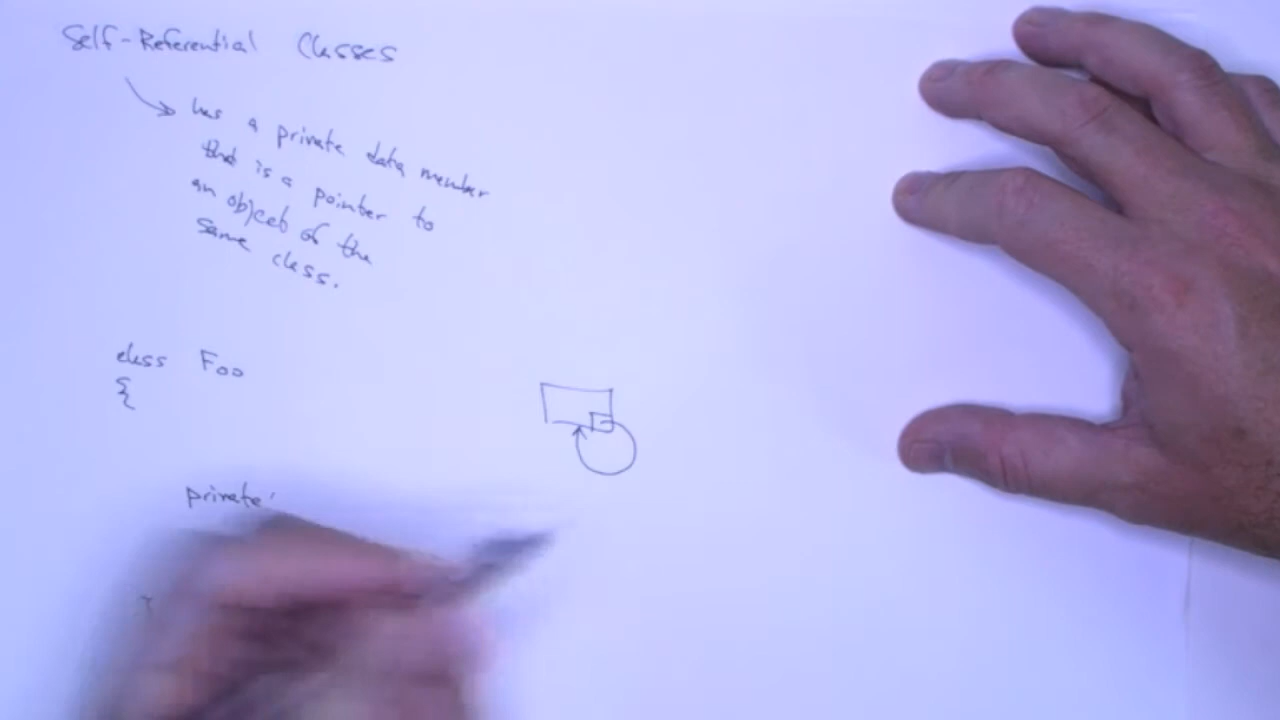 Self-Referential Classes
has a private data member
that is a pointer to
an object of the
same class.
class Foo
{
private: